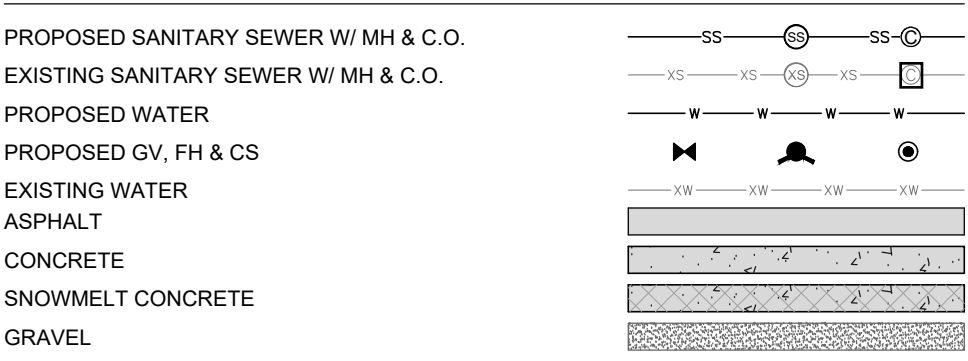 PROPOSED SANITARY SEWER W/ MH & C.O. SS SS SS C
EXISTING SANITARY SEWER W/ MH & C.O. XS XS XS XS C
PROPOSED WATER W W W W
PROPOSED GV, FH & CS
EXISTING WATER XW XW XW XW
ASPHALT
CONCRETE
SNOWMELT CONCRETE
GRAVEL